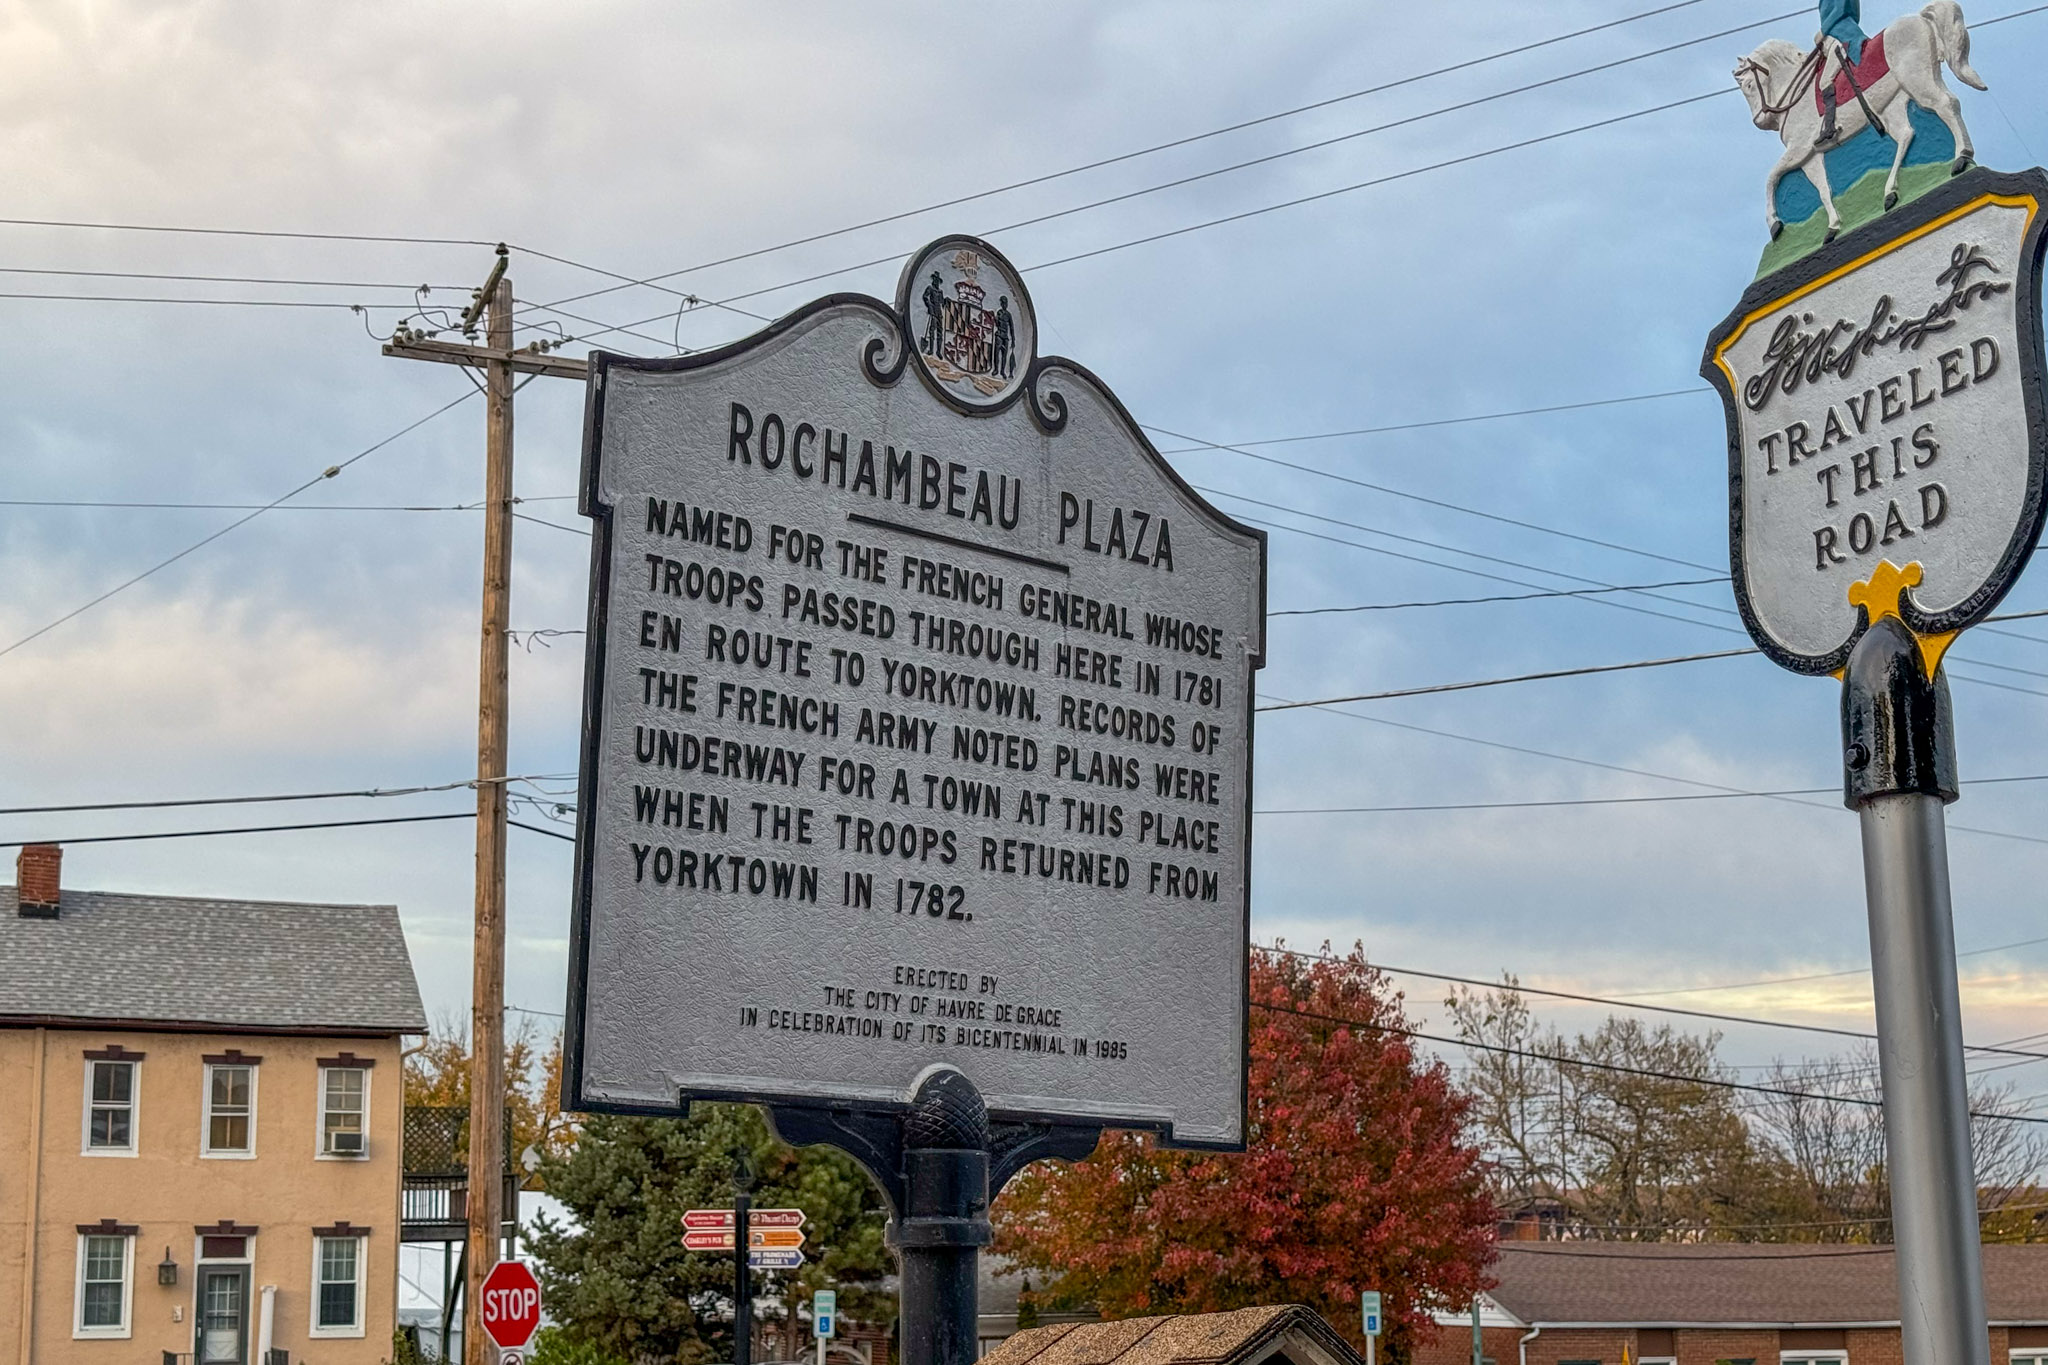 ROCHAMBEAU PLAZA
NAMED FOR THE FRENCH GENERAL WHOSE
TROOPS PASSED THROUGH HERE IN 1781
EN ROUTE TO YORKTOWN. RECORDS OF
THE FRENCH ARMY NOTED PLANS WERE
UNDERWAY FOR A TOWN AT THIS PLACE
WHEN THE TROOPS RETURNED FROM
YORKTOWN IN 1782.
ERECTED BY
THE CITY OF HAVRE DE GRACE
IN CELEBRATION OF ITS BICENTENNIAL IN 1985
G:Washington
TRAVELED
THIS
ROAD
COAKLEY'S PUB
STOP